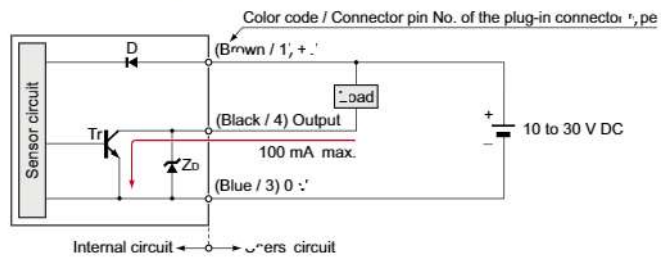 Color code / Connector pin No. of the plug-in connector
D
(Brown / 1) +
Load
Sensor circuit
(Black / 4) Output
Tr
+
10 to 30 V DC
100 mA max.
ZD
−
(Blue / 3) 0
Internal circuit
circuit